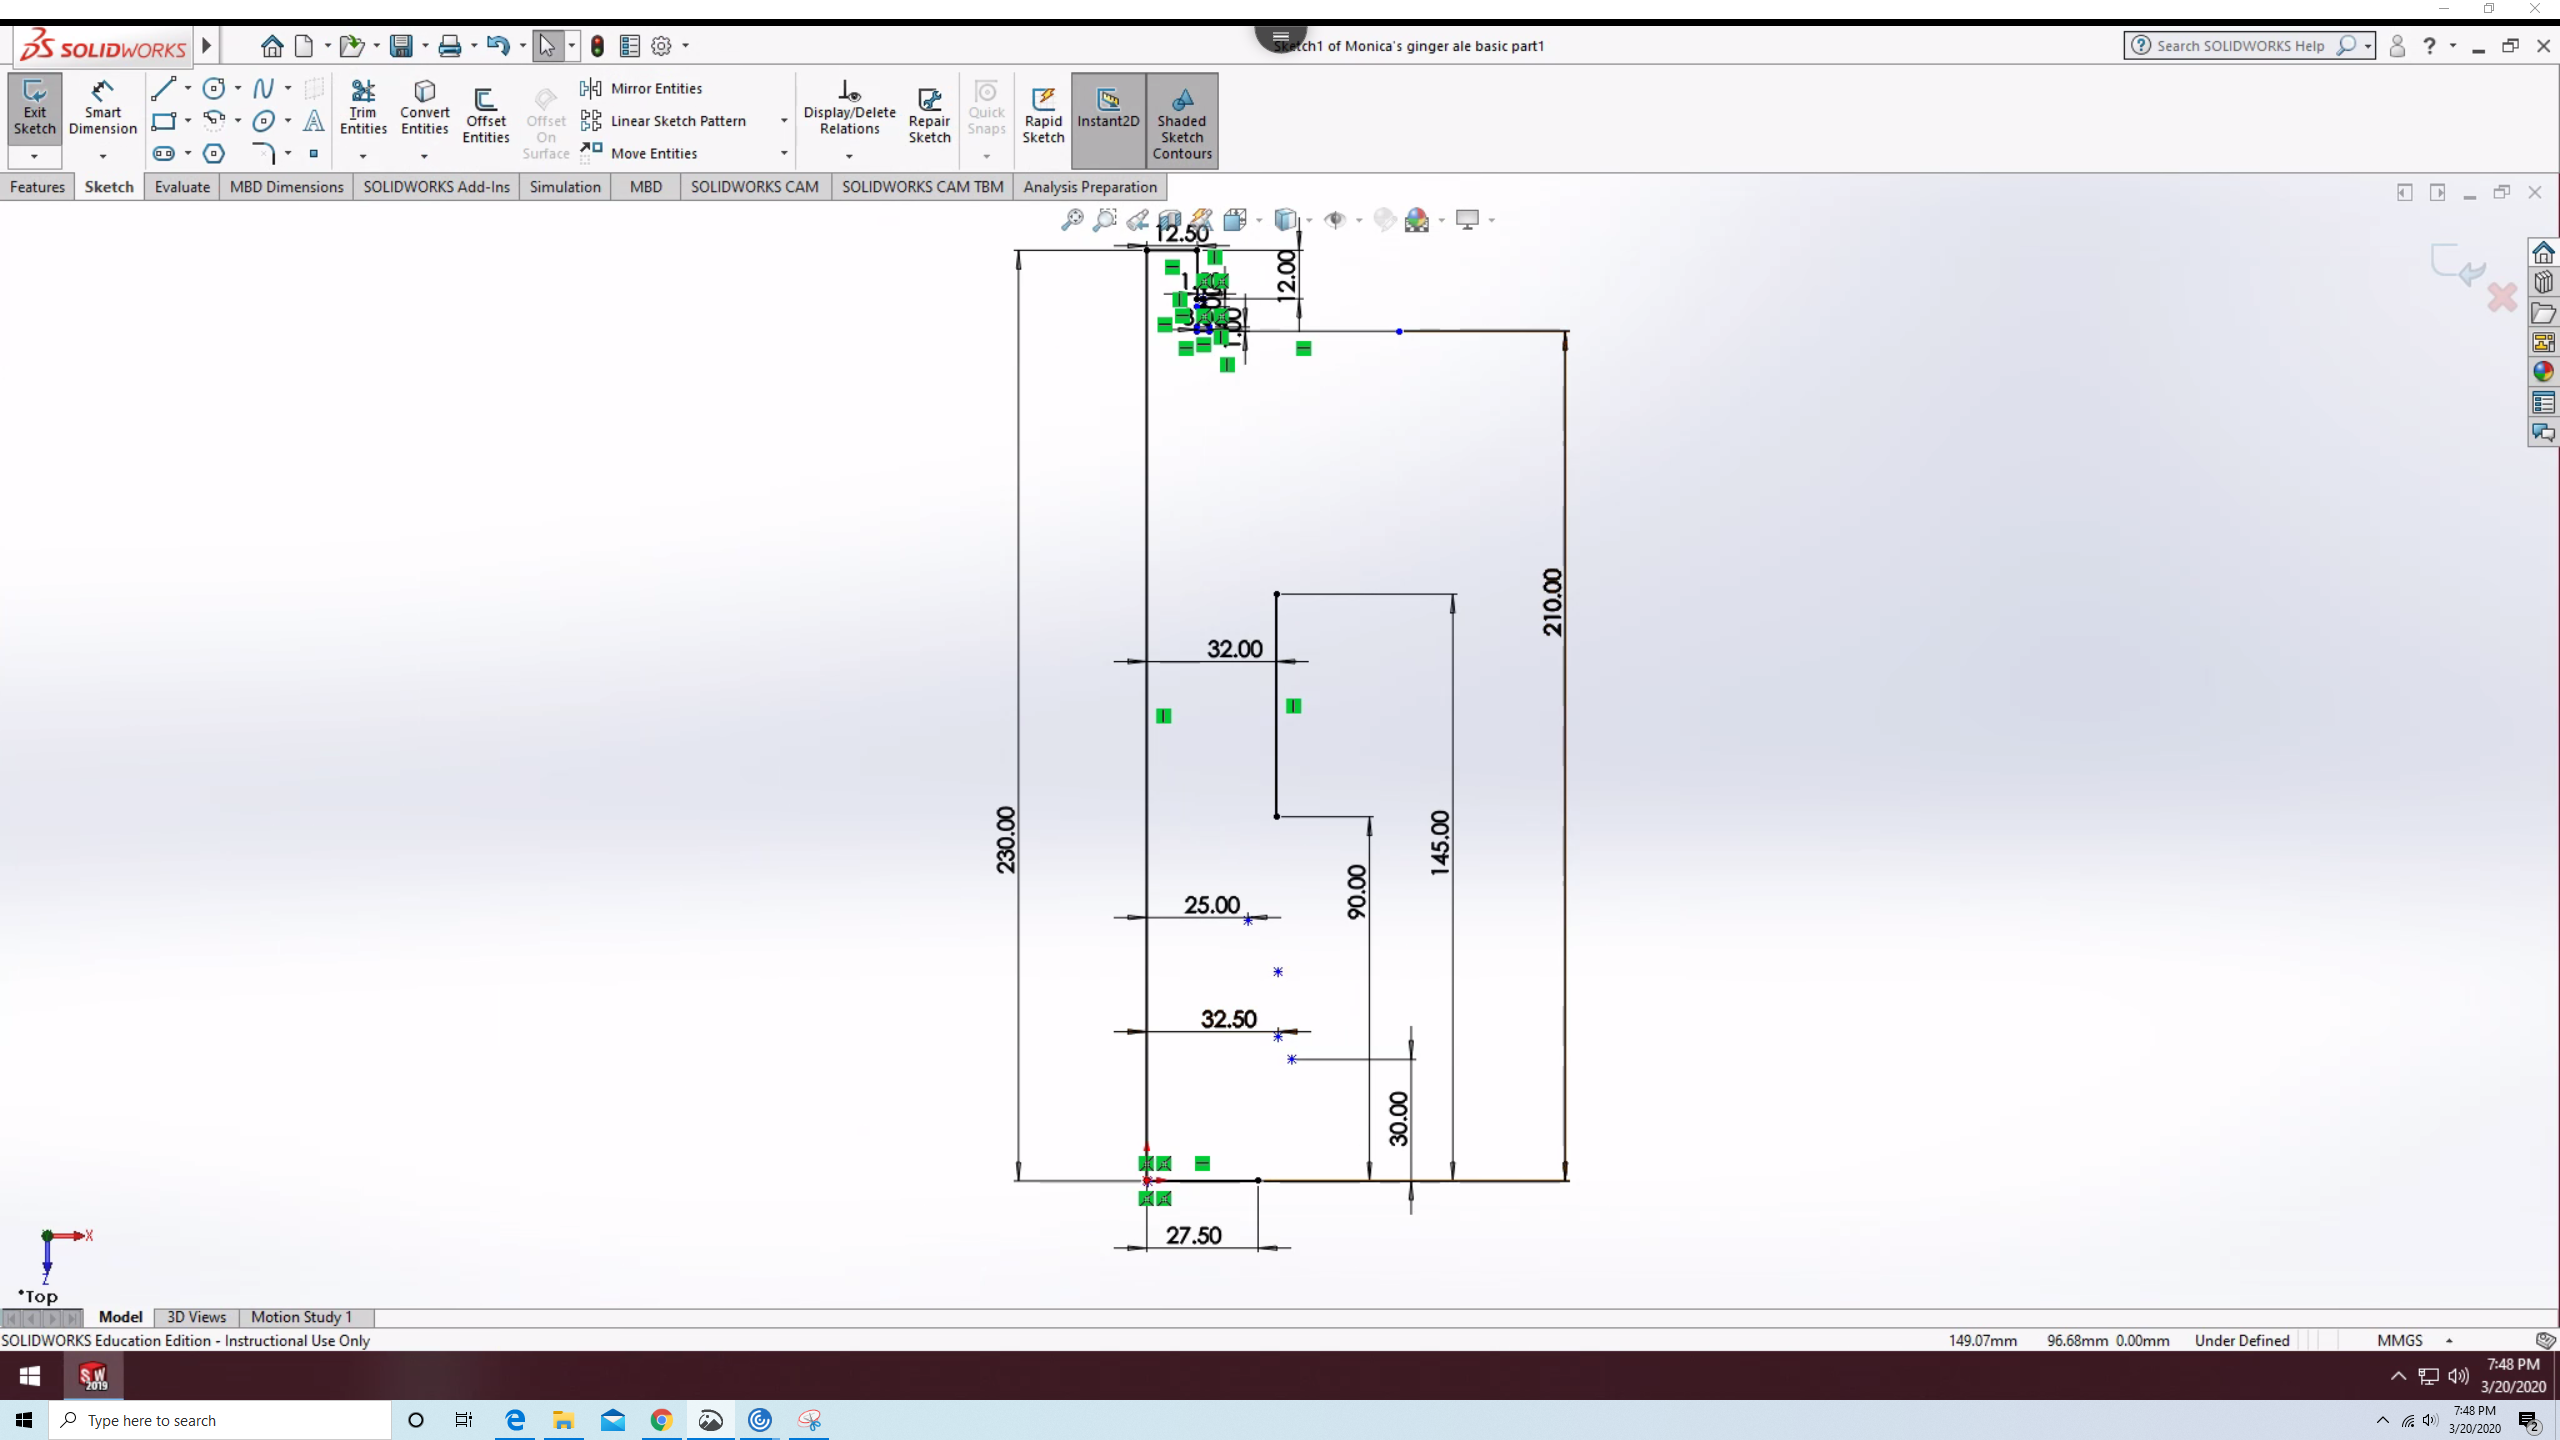 SOLIDWORKS
Sketch1 of Monica's ginger ale basic part1
Search SOLIDWORKS Help
?
Exit Sketch
Smart Dimension
Trim Entities
Convert Entities
Offset Entities
Offset On Surface
Mirror Entities
Linear Sketch Pattern
Move Entities
Display/Delete Relations
Repair Sketch
Quick Snaps
Rapid Sketch
Instant2D
Shaded Sketch Contours
Features
Sketch
Evaluate
MBD Dimensions
SOLIDWORKS Add-Ins
Simulation
MBD
SOLIDWORKS CAM
SOLIDWORKS CAM TBM
Analysis Preparation
12.50
12.00
210.00
32.00
230.00
145.00
90.00
25.00
32.50
30.00
27.50
X
Z
*Top
Model
3D Views
Motion Study 1
SOLIDWORKS Education Edition - Instructional Use Only
149.07mm
96.68mm 0.00mm
Under Defined
MMGS
SW 2019
7:48 PM
3/20/2020
Type here to search
7:48 PM
3/20/2020
2